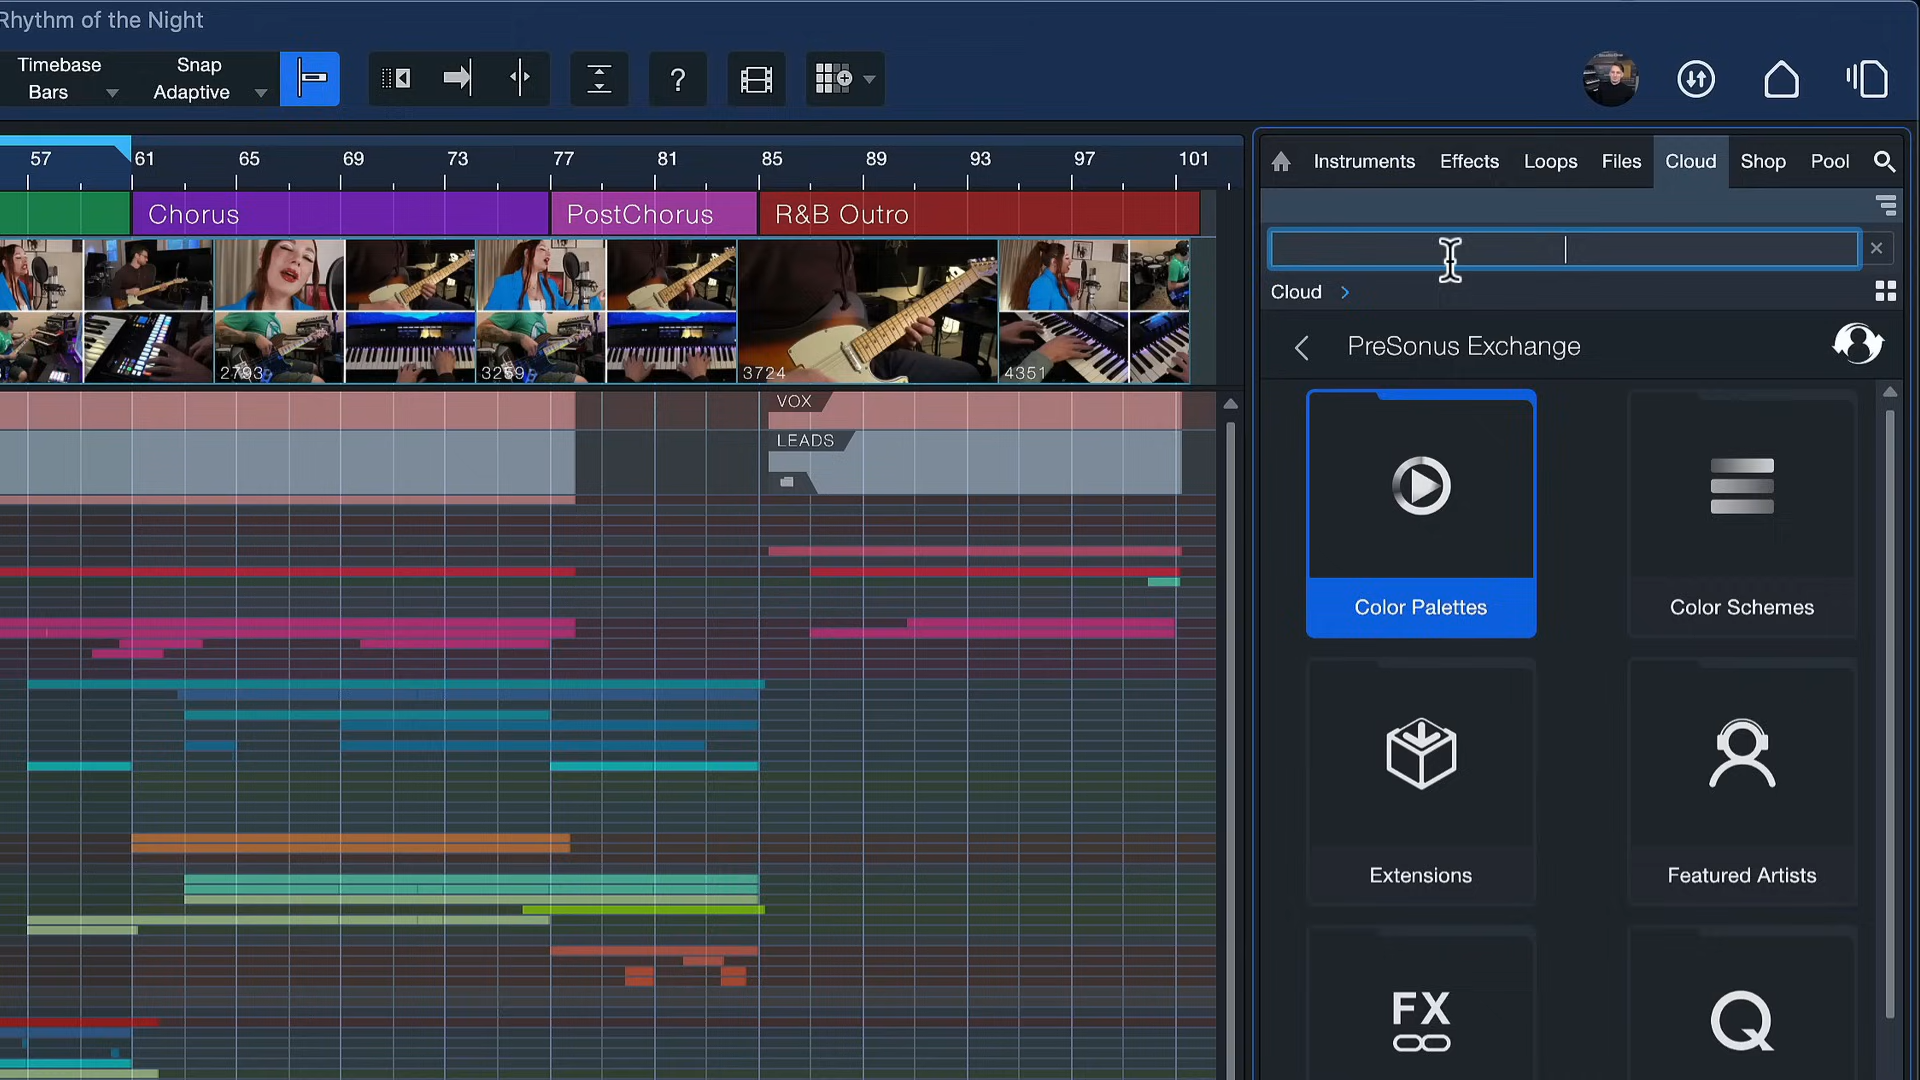 Rhythm of the Night
Timebase
Bars
Snap
Adaptive
?
57 61 65 69 73 77 81 85 89 93 97 101
Chorus
PostChorus
R&B Outro
2793
3259
3724
4351
VOX
LEADS
Instruments Effects Loops Files Cloud Shop Pool
Cloud
PreSonus Exchange
Color Palettes
Color Schemes
Extensions
Featured Artists
FX
Q